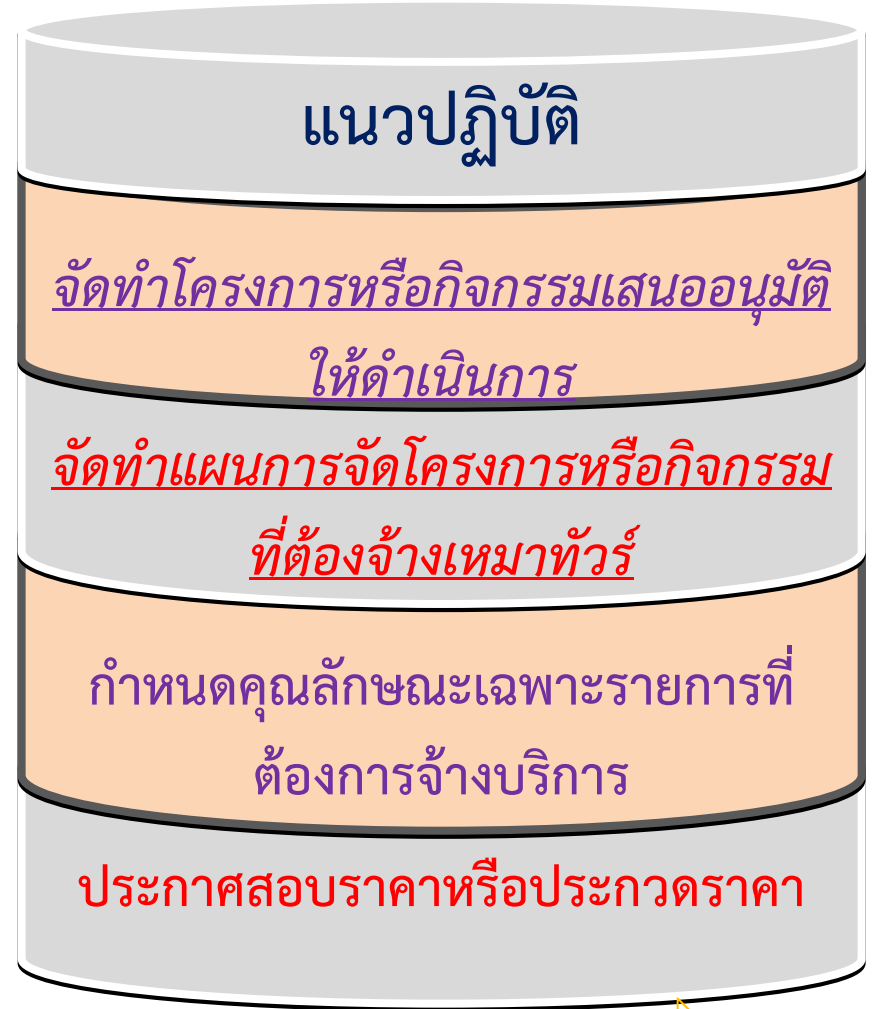 แนวปฏิบัติ
จัดทำโครงการหรือกิจกรรมเสนออนุมัติ
ให้ดำเนินการ
จัดทำแผนการจัดโครงการหรือกิจกรรม
ที่ต้องจ้างเหมาทัวร์
กำหนดคุณลักษณะเฉพาะรายการที่
ต้องการจ้างบริการ
ประกาศสอบราคาหรือประกวดราคา